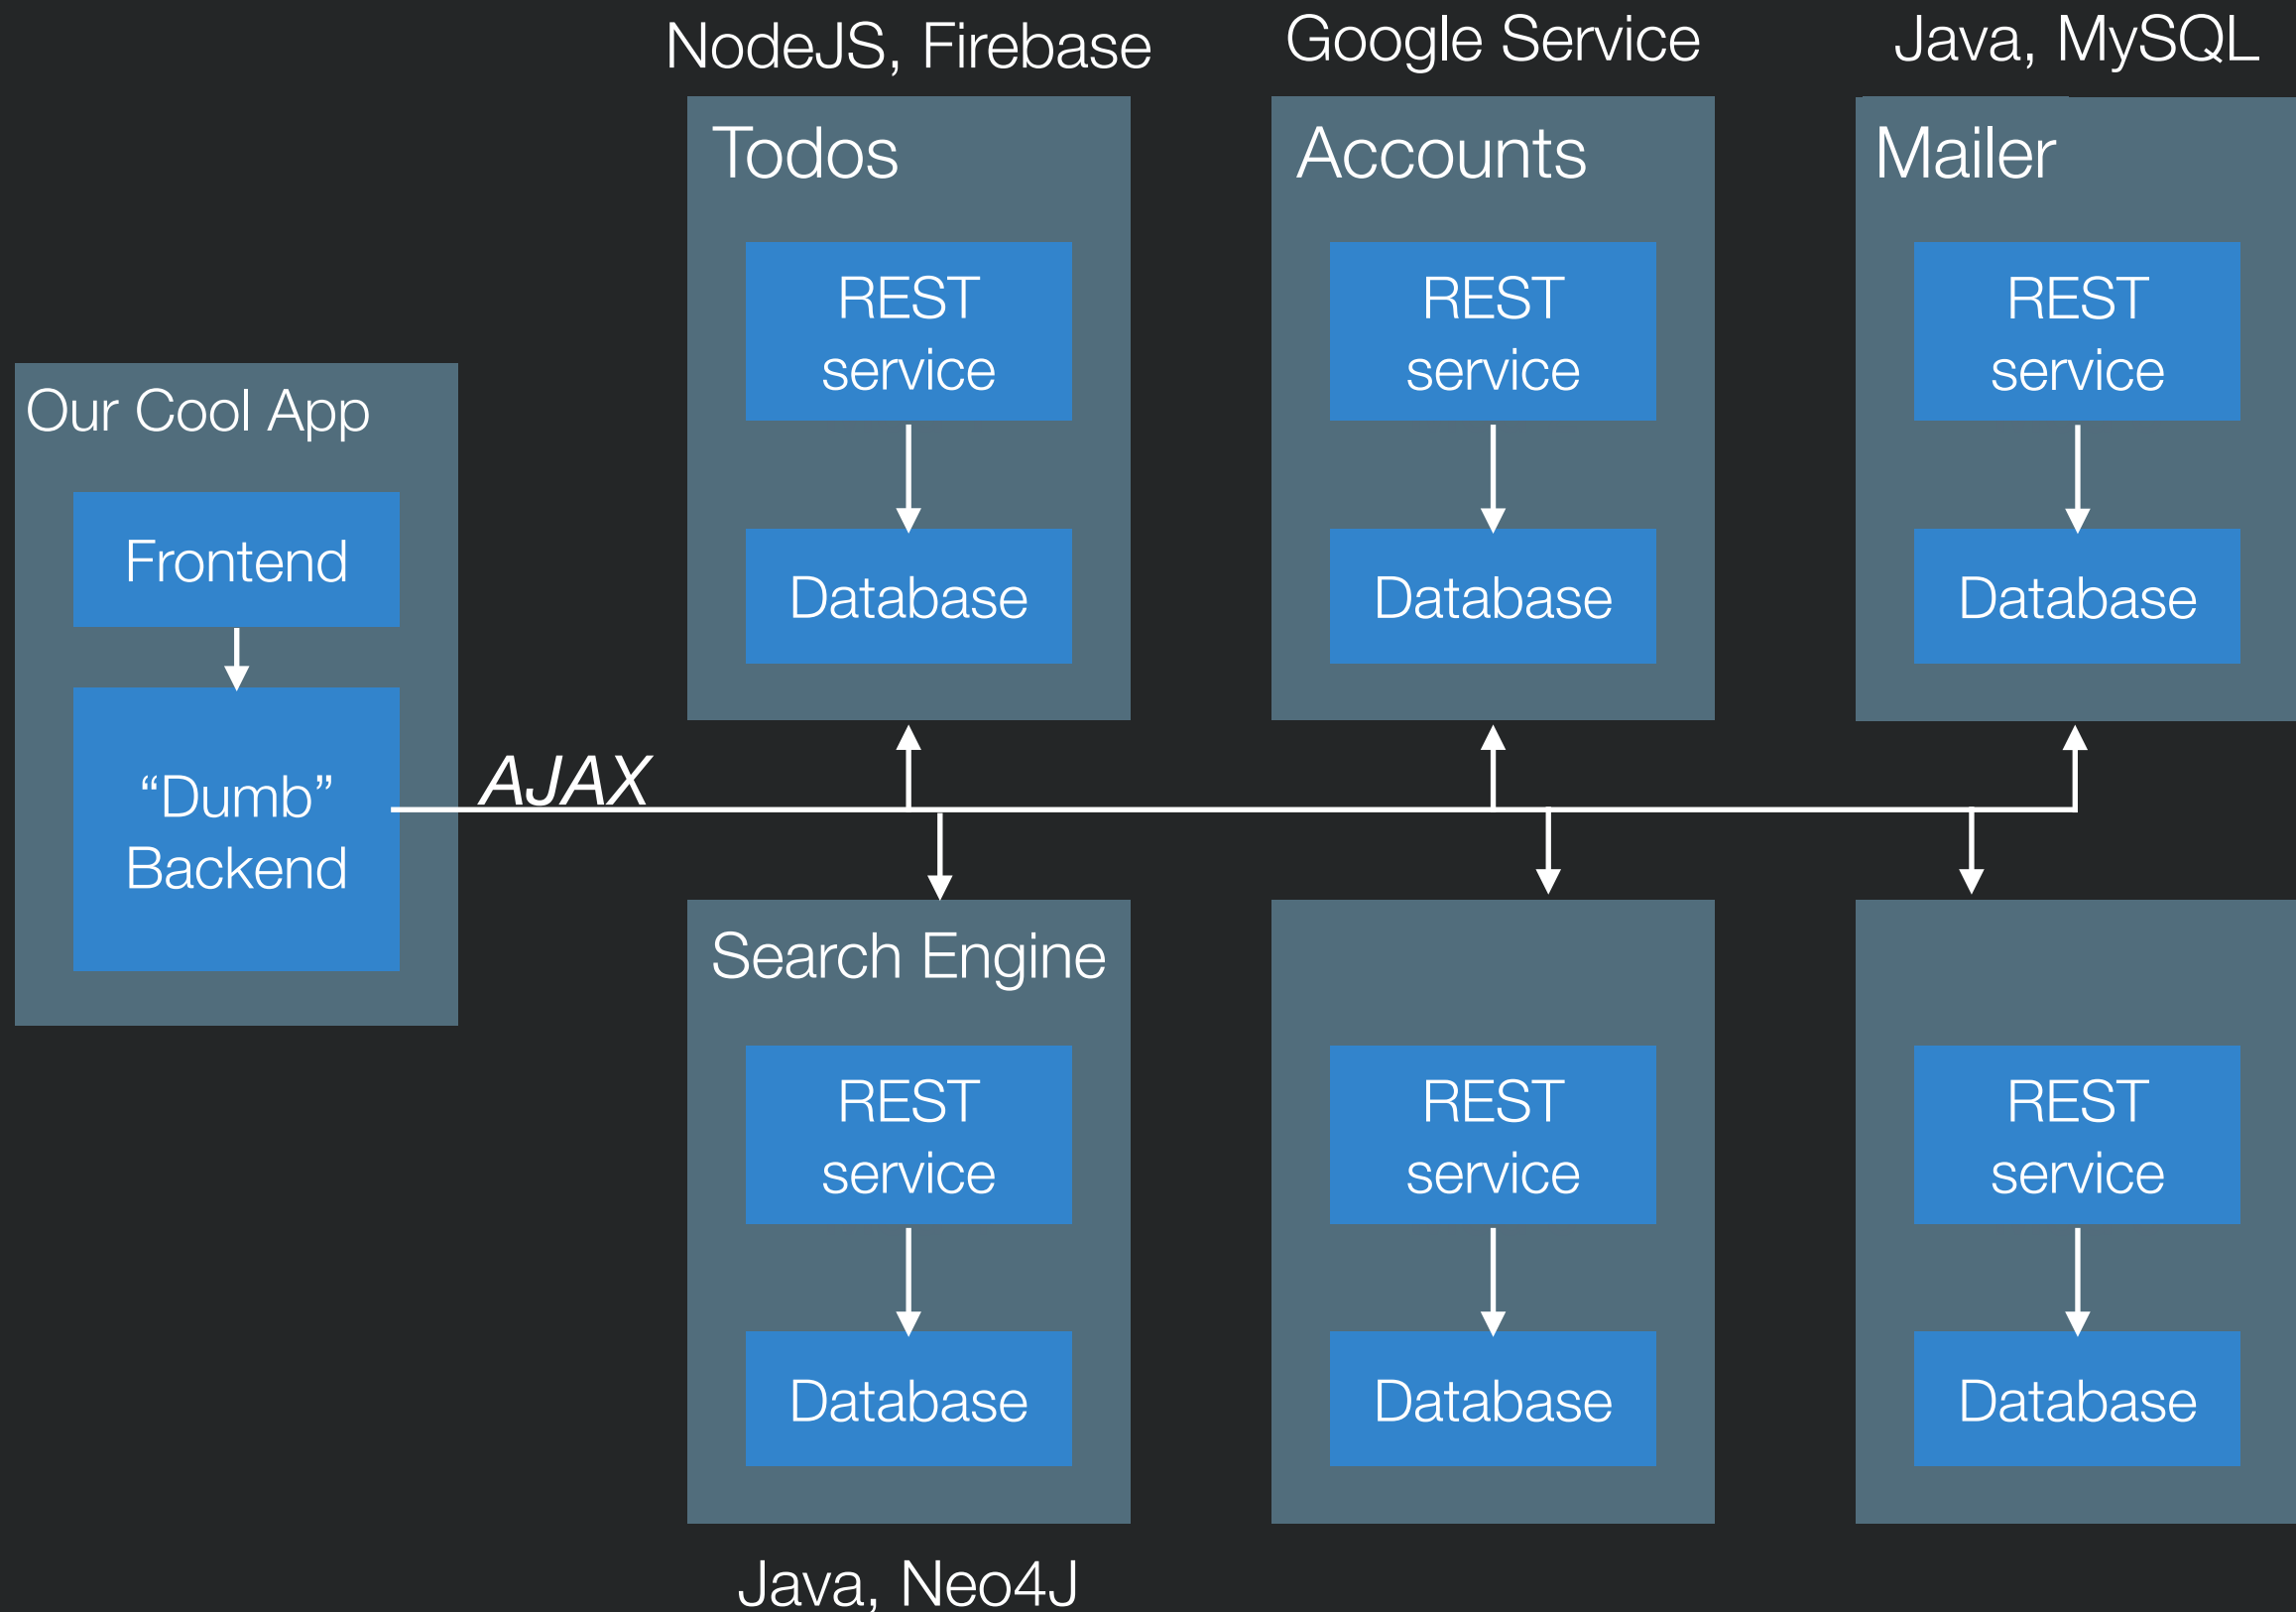 NodeJS, Firebase
Google Service
Java, MySQL
Todos
REST
service
Database
Accounts
REST
service
Database
Mailer
REST
service
Database
Our Cool App
Frontend
“Dumb”
Backend
AJAX
Search Engine
REST
service
Database
REST
service
Database
REST
service
Database
Java, Neo4J